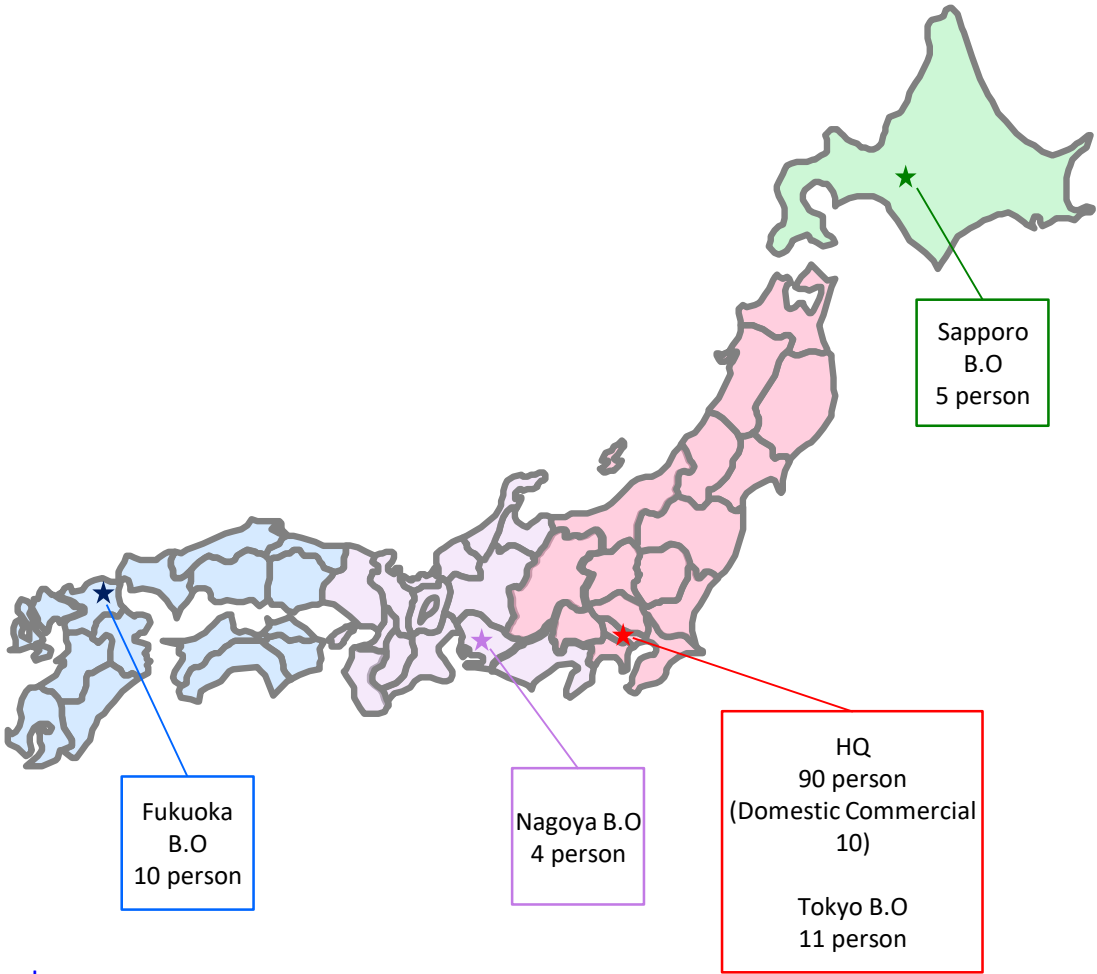 Sapporo
B.O
5 person
HQ
90 person
(Domestic Commercial
10)
Tokyo B.O
11 person
Nagoya B.O
4 person
Fukuoka
B.O
10 person